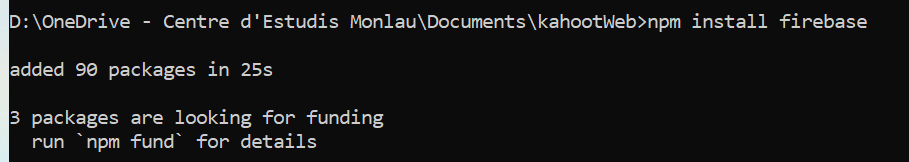 D:\OneDrive - Centre d'Estudis Monlau\Documents\kahootWeb>npm install firebase
added 90 packages in 25s
3 packages are looking for funding
  run `npm fund` for details